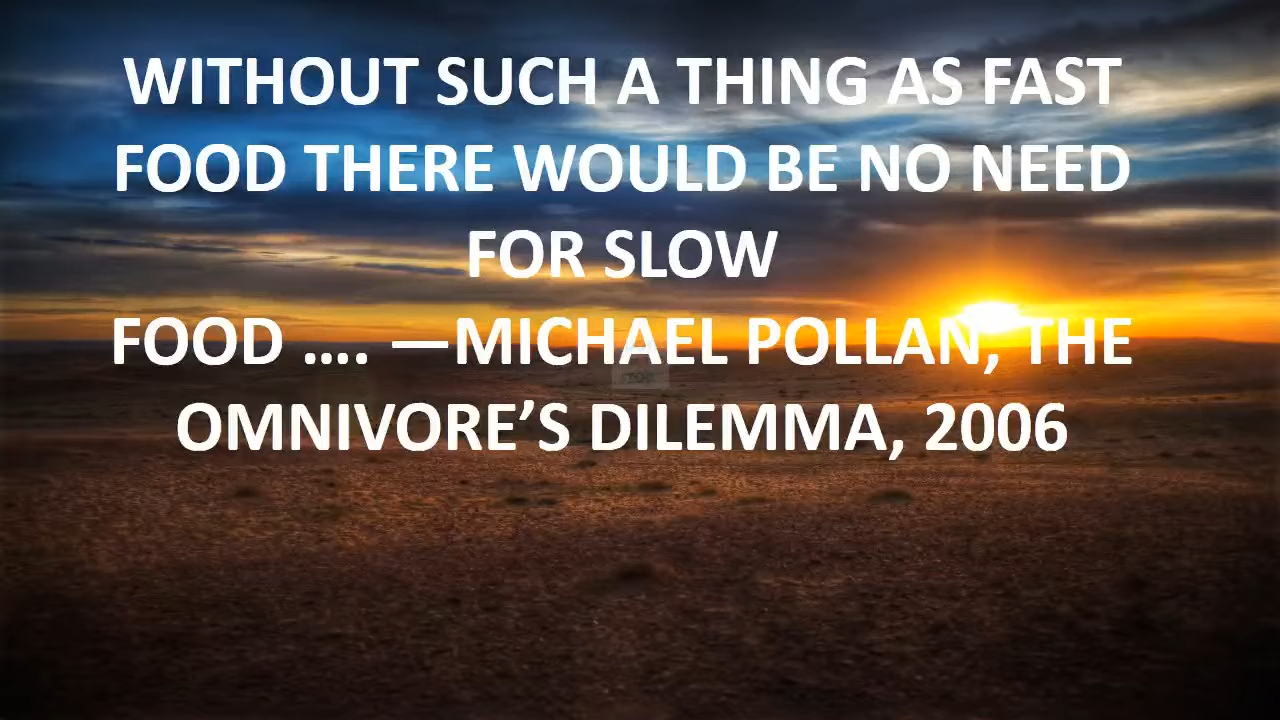 WITHOUT SUCH A THING AS FAST
FOOD THERE WOULD BE NO NEED
FOR SLOW
FOOD …. —MICHAEL POLLAN, THE
OMNIVORE’S DILEMMA, 2006